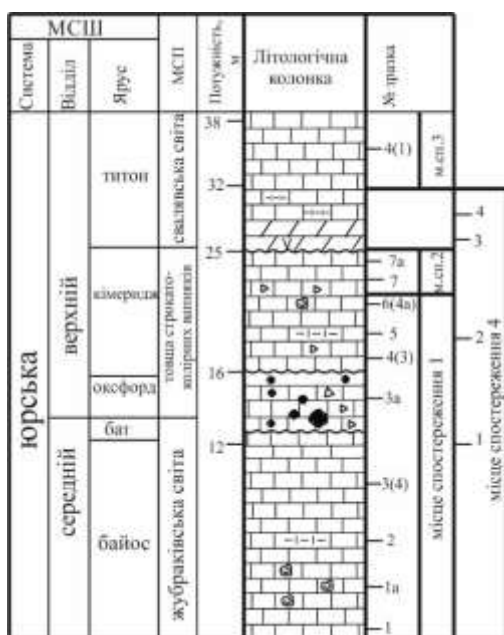 МСШ
Система
Відділ
Ярус
МСП
Потужність, м
Літологічна
колонка
№ зразка
юрська
верхній
середній
титон
кімеридж
оксфорд
бат
байос
свалявська світа
товща строкато-
колірних вапняків
жубраківська світа
38
32
25
16
12
4(1)
4
3
7а
7
6(4а)
5
4(3)
3а
3(4)
2
1а
1
м.сп.3
м.сп.2
місце спостереження 1
2
1
місце спостереження 4